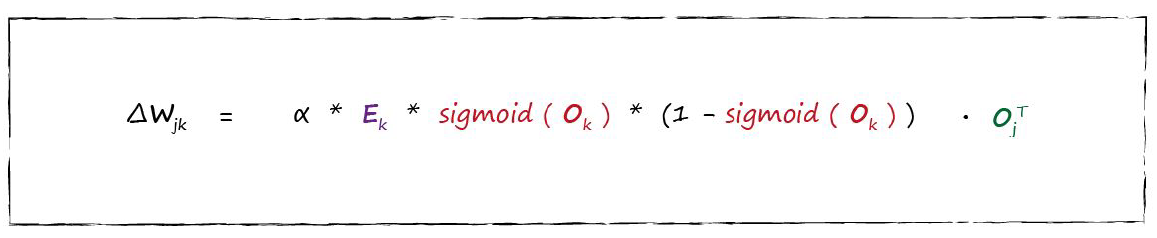 ΔW_jk = α * E_k * sigmoid ( O_k ) * (1 - sigmoid ( O_k ) ) · O_j^T